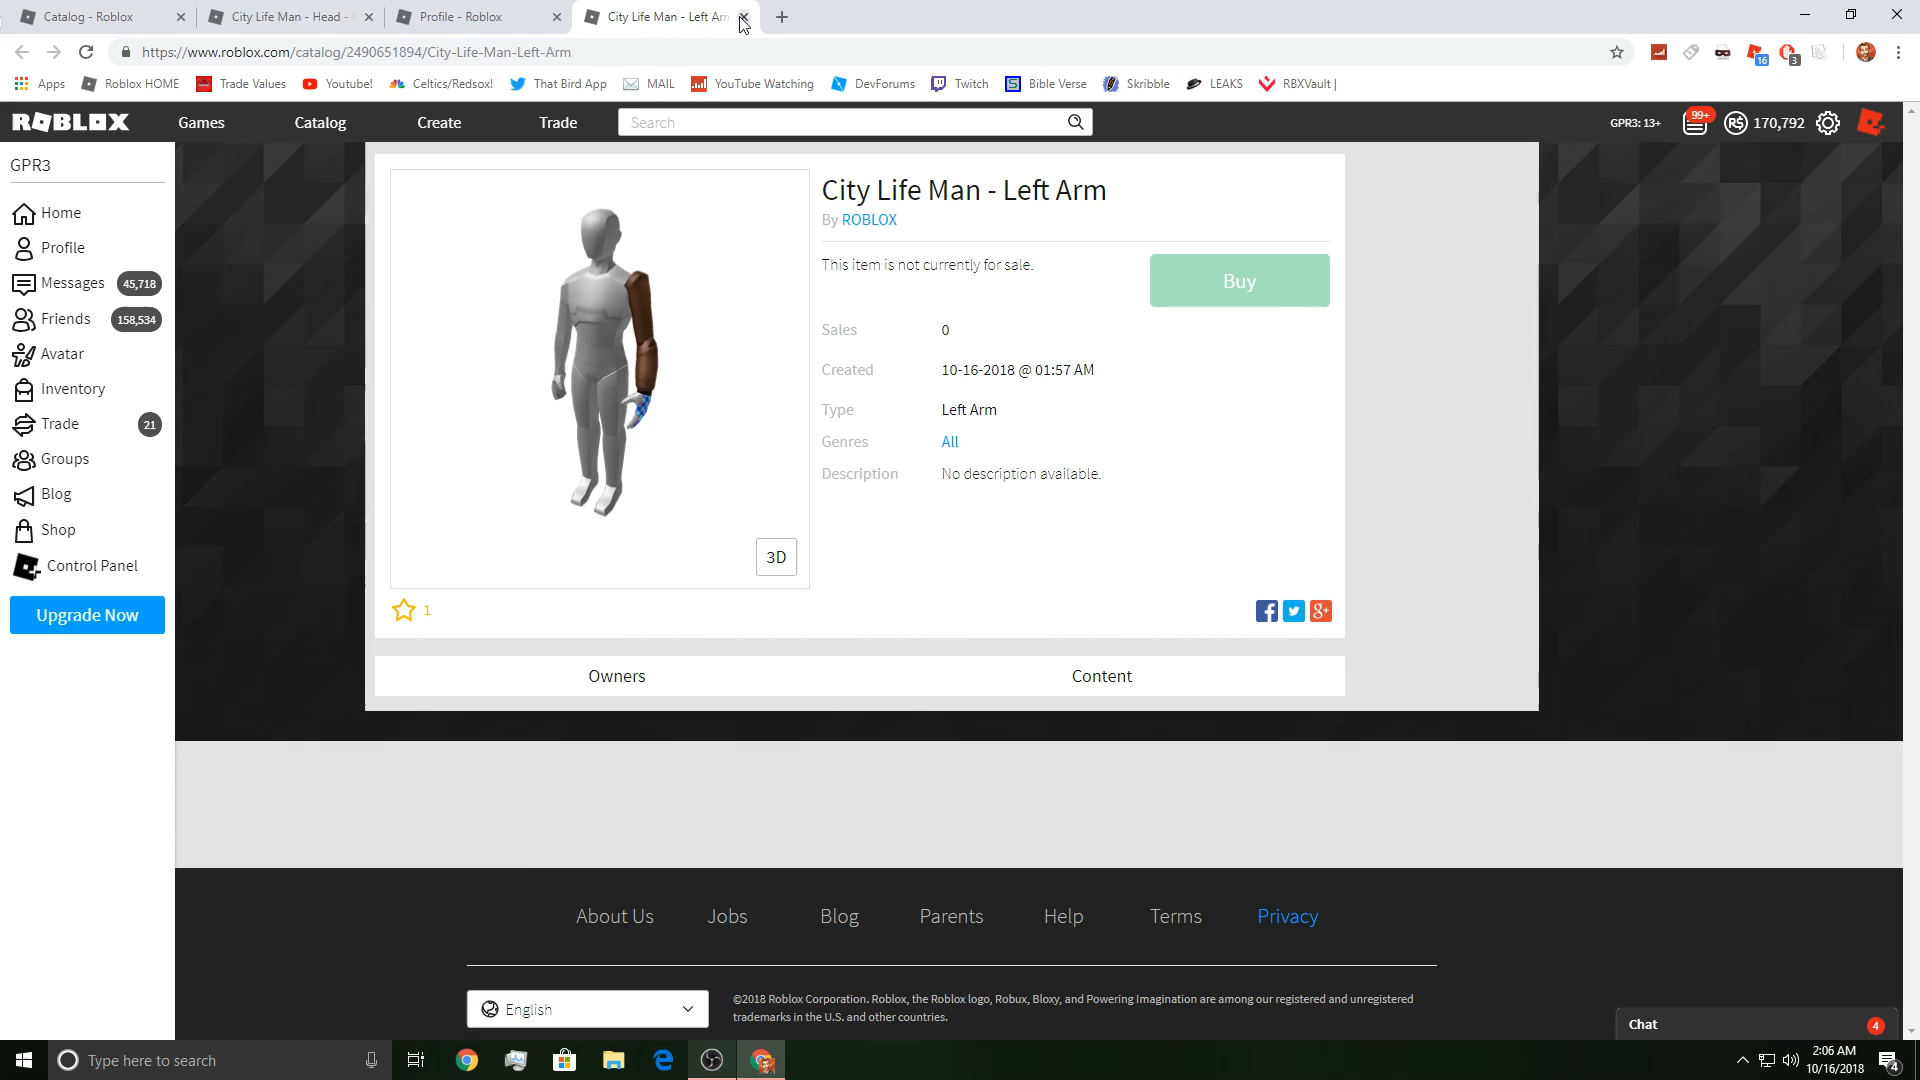 Catalog - Roblox
City Life Man - Head -
Profile - Roblox
City Life Man - Left Arm
https://www.roblox.com/catalog/2490651894/City-Life-Man-Left-Arm
16
3
Apps
Roblox HOME
Trade Values
Youtube!
Celtics/Redsox!
That Bird App
MAIL
YouTube Watching
DevForums
Twitch
Bible Verse
Skribble
LEAKS
RBXVault |
ROBLOX
Games
Catalog
Create
Trade
Search
GPR3: 13+
99+
R$
170,792
GPR3
Home
Profile
Messages 45,718
Friends 158,534
Avatar
Inventory
Trade 21
Groups
Blog
Shop
Control Panel
Upgrade Now
3D
1
City Life Man - Left Arm
By ROBLOX
This item is not currently for sale.
Buy
Sales 0
Created 10-16-2018 @ 01:57 AM
Type Left Arm
Genres All
Description No description available.
Owners
Content
About Us
Jobs
Blog
Parents
Help
Terms
Privacy
English
©2018 Roblox Corporation. Roblox, the Roblox logo, Robux, Bloxy, and Powering Imagination are among our registered and unregistered
trademarks in the U.S. and other countries.
Chat 4
Type here to search
2:06 AM
10/16/2018
4